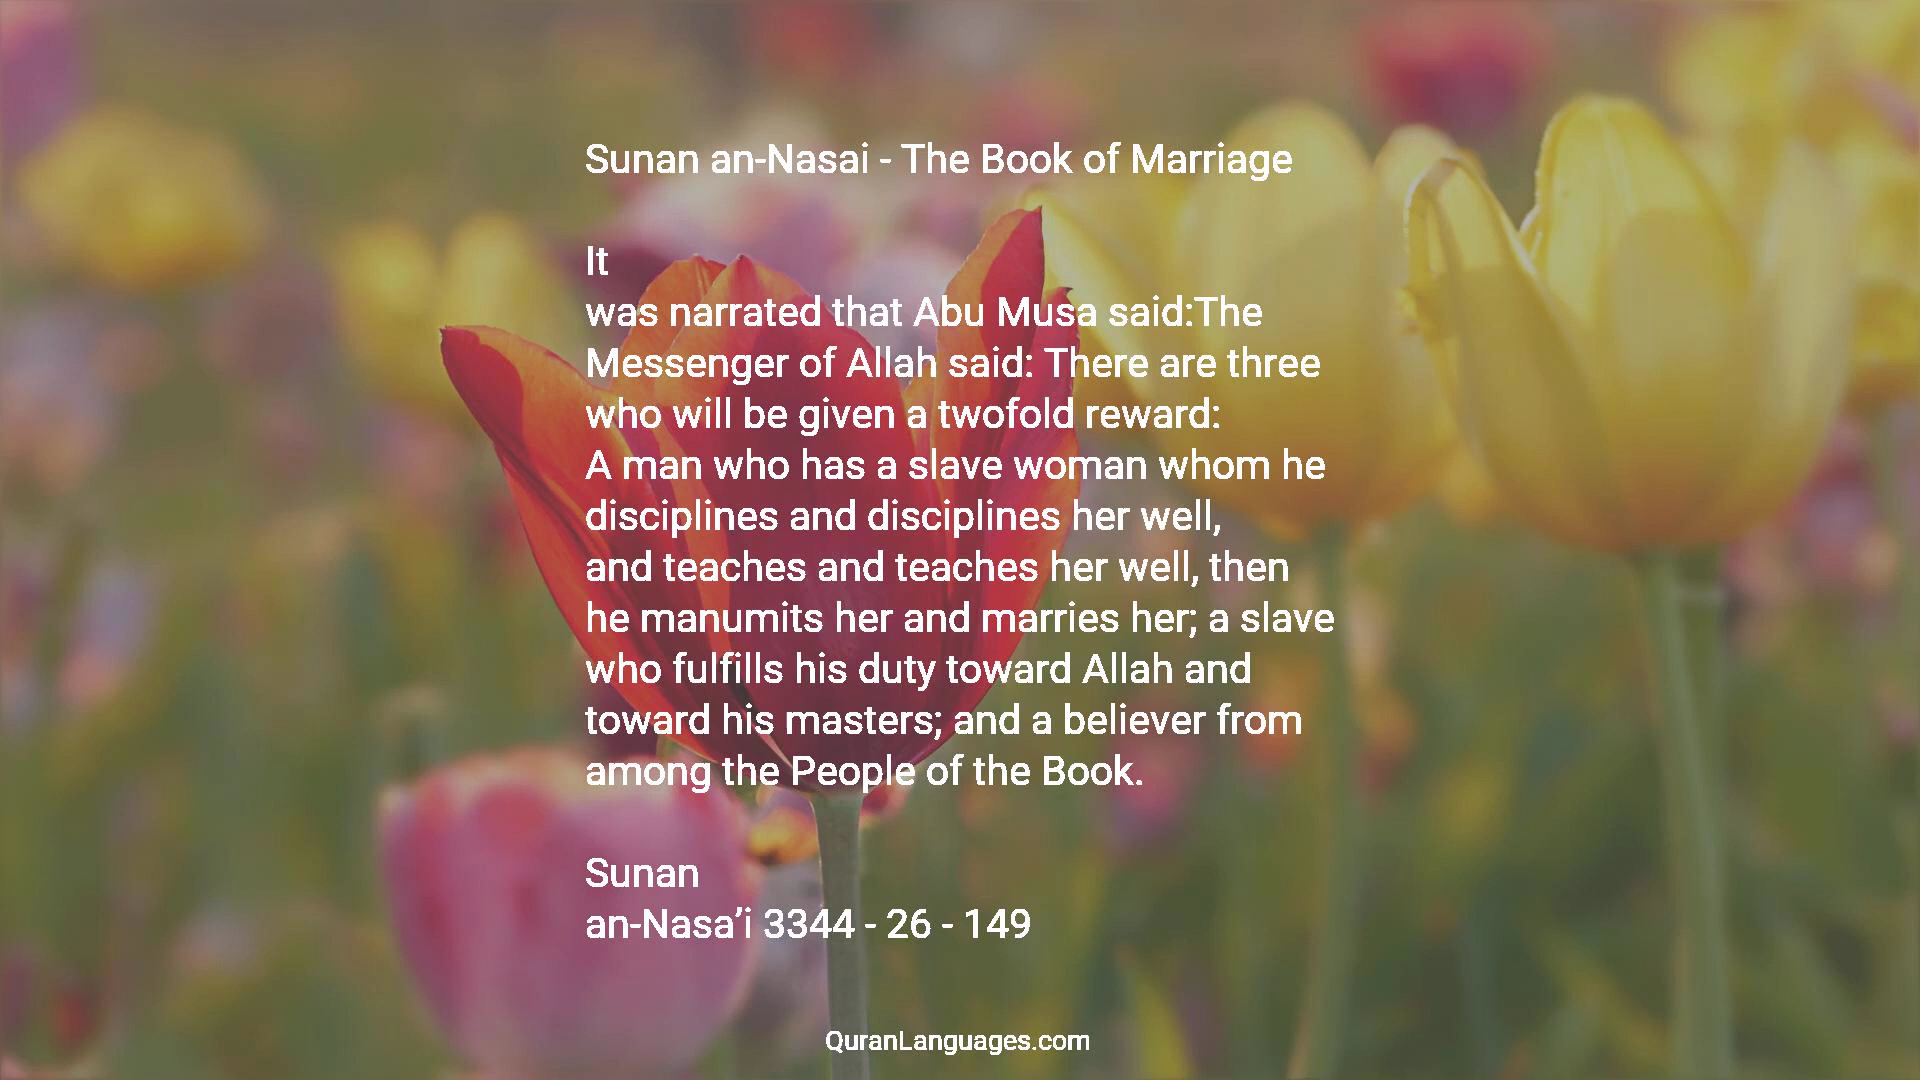 Sunan an-Nasai - The Book of Marriage
It
was narrated that Abu Musa said:The
Messenger of Allah said: There are three
who will be given a twofold reward:
A man who has a slave woman whom he
disciplines and disciplines her well,
and teaches and teaches her well, then
he manumits her and marries her; a slave
who fulfills his duty toward Allah and
toward his masters; and a believer from
among the People of the Book.
Sunan
an-Nasa’i 3344 - 26 - 149
QuranLanguages.com